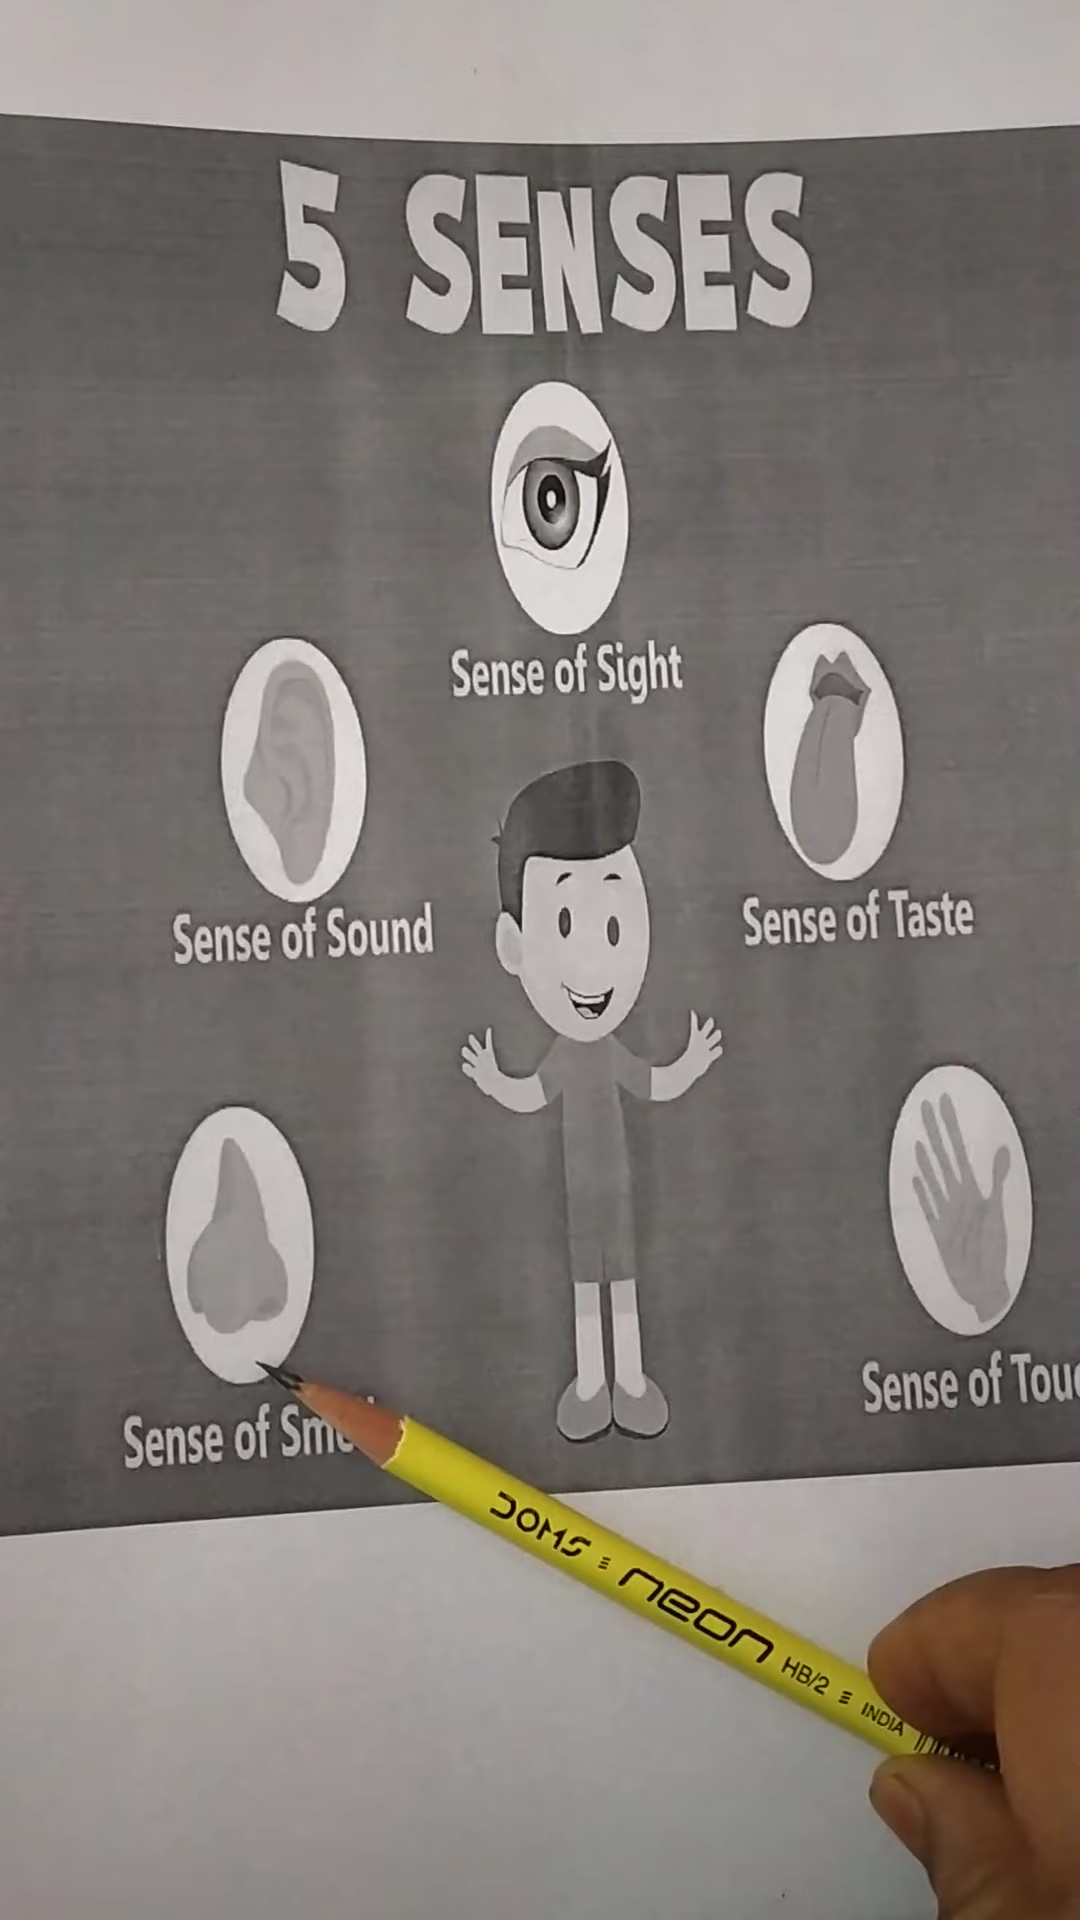 5 SENSES
Sense of Sight
Sense of Sound
Sense of Taste
Sense of
Sense of
DOMS neon HB/2 INDIA